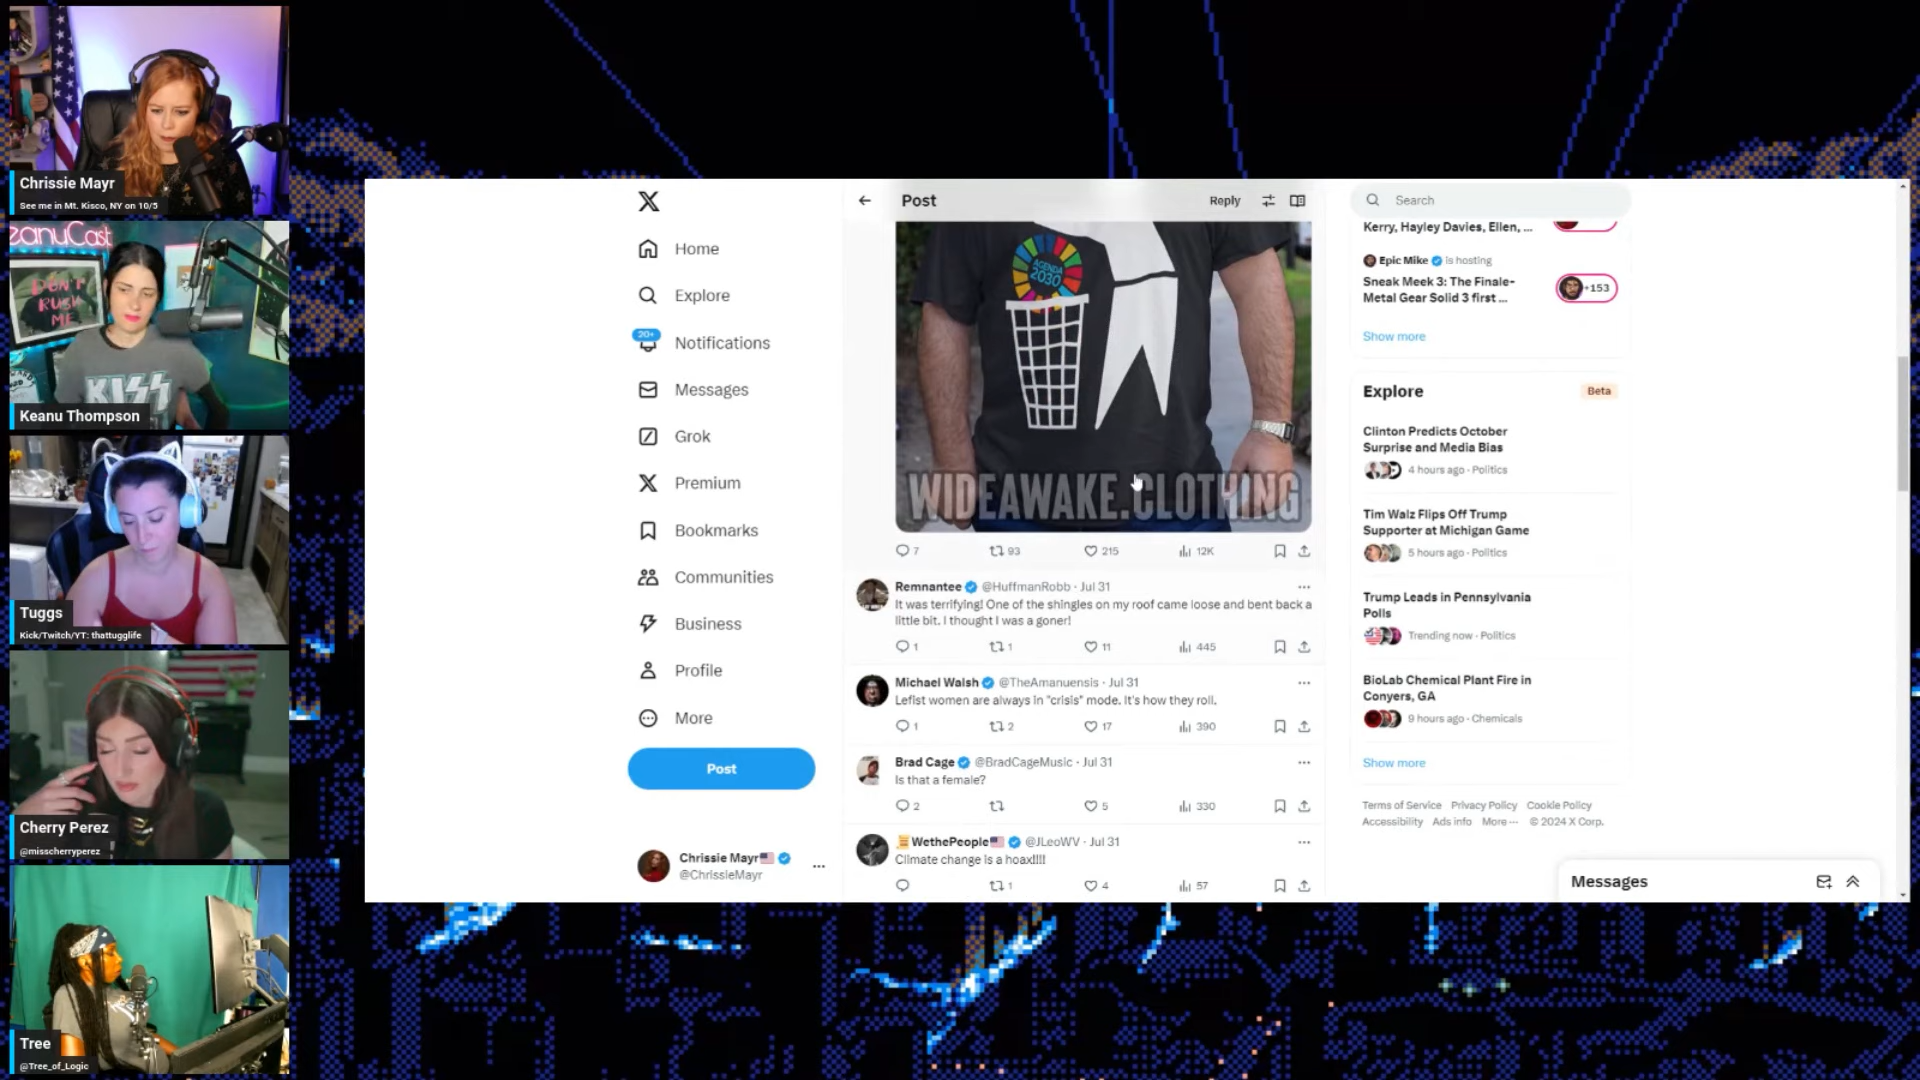 Chrissie Mayr
See me in Mt. Kisco, NY on 10/5
eanuCast
DON'T
RUSH
ME
KISS
Keanu Thompson
Tuggs
Kick/Twitch/YT: thattugglife
Cherry Perez
@misscherryperez
Tree
@Tree_of_Logic
Home
Explore
20+
Notifications
Messages
Grok
Premium
Bookmarks
Communities
Business
Profile
More
Post
Chrissie Mayr
@ChrissieMayr
Post
Reply
AGENDA
2030
WIDEAWAKE.CLOTHING
7 93 215 12K
Remnantee @HuffmanRobb · Jul 31
It was terrifying! One of the shingles on my roof came loose and bent back a
little bit. I thought I was a goner!
1 1 11 445
Michael Walsh @TheAmanuensis · Jul 31
Lefist women are always in "crisis" mode. It's how they roll.
1 2 17 390
Brad Cage @BradCageMusic · Jul 31
Is that a female?
2 5 330
WethePeople @JLeoWV · Jul 31
Climate change is a hoax!!!!
1 4 57
Search
Kerry, Hayley Davies, Ellen, ...
Epic Mike is hosting
Sneak Meek 3: The Finale-
Metal Gear Solid 3 first ...
+153
Show more
Explore
Beta
Clinton Predicts October
Surprise and Media Bias
4 hours ago · Politics
Tim Walz Flips Off Trump
Supporter at Michigan Game
5 hours ago · Politics
Trump Leads in Pennsylvania
Polls
Trending now · Politics
BioLab Chemical Plant Fire in
Conyers, GA
9 hours ago · Chemicals
Show more
Terms of Service Privacy Policy Cookie Policy
Accessibility Ads info More ··· © 2024 X Corp.
Messages